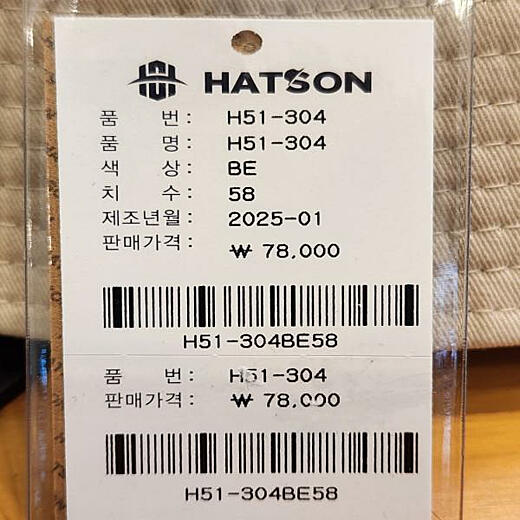 HATSON
품 번 : H51-304
품 명 : H51-304
색 상 : BE
치 수 : 58
제조년월 : 2025-01
판매가격 : ₩ 78,000
H51-304BE58
품 번 : H51-304
판매가격 : ₩ 78,000
H51-304BE58